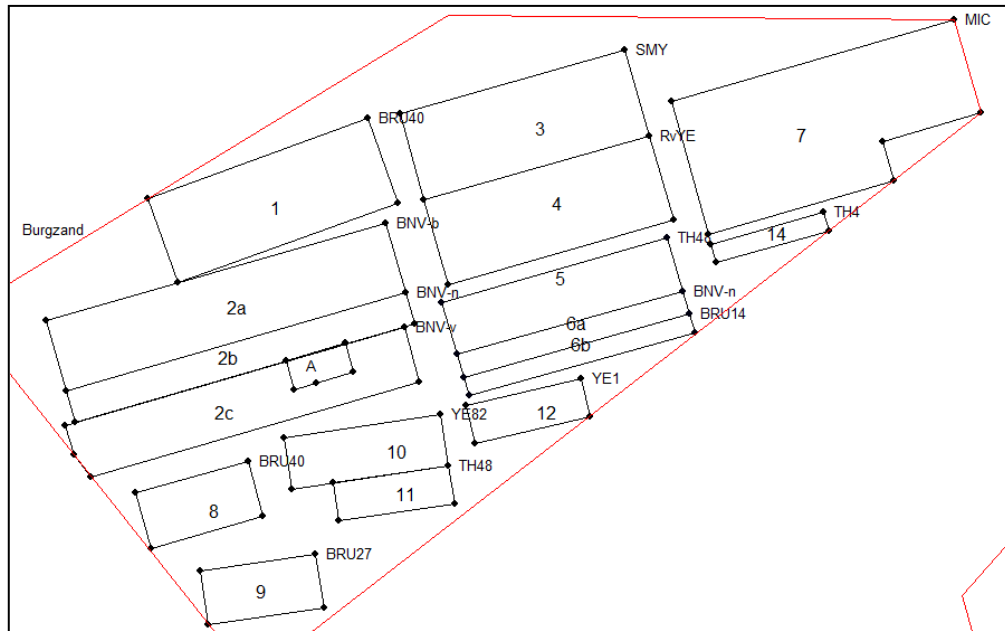 MIC
SMY
3
BRU40
RvYE
7
4
1
TH4
BNV-b
Burgzand
TH48
14
5
BNV-n
BNV-n
2a
BRU14
BNV-v
6a
6b
2b
A
YE1
2c
YE82
12
10
BRU40
TH48
11
8
BRU27
9